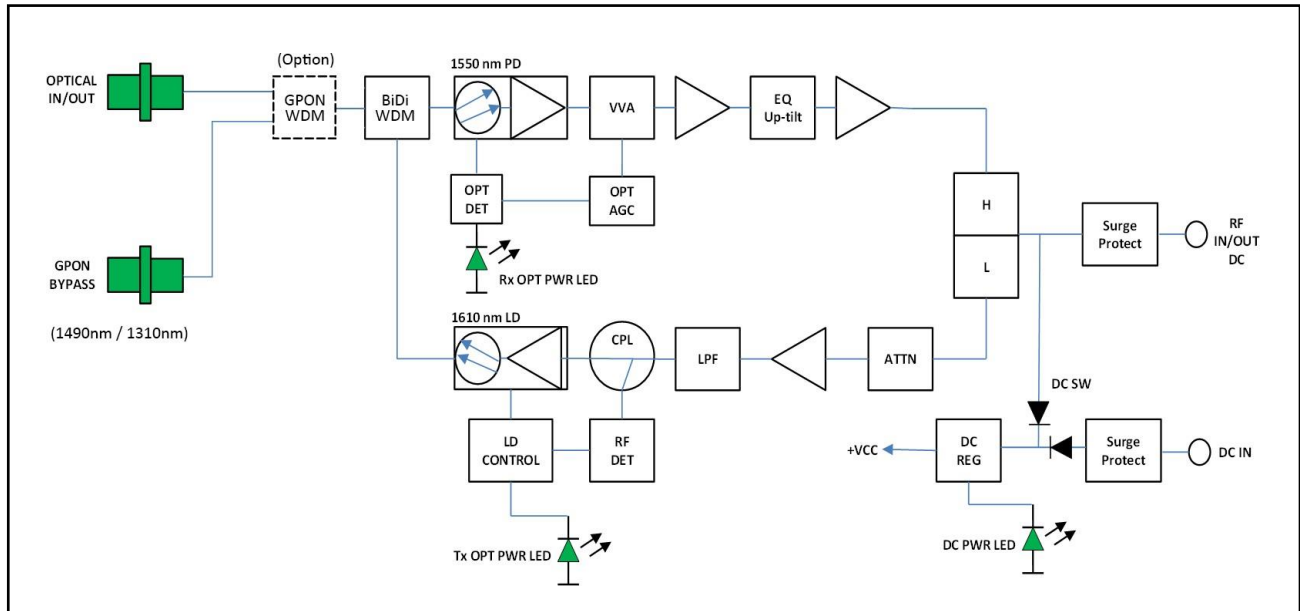 (Option)
1550 nm PD
OPTICAL
IN/OUT
GPON
WDM
BiDi
WDM
VVA
EQ
Up-tilt
OPT
DET
OPT
AGC
H
L
Surge
Protect
RF
IN/OUT
DC
GPON
BYPASS
(1490nm / 1310nm)
Rx OPT PWR LED
1610 nm LD
CPL
LPF
ATTN
DC SW
LD
CONTROL
RF
DET
+VCC
DC
REG
Surge
Protect
DC IN
Tx OPT PWR LED
DC PWR LED